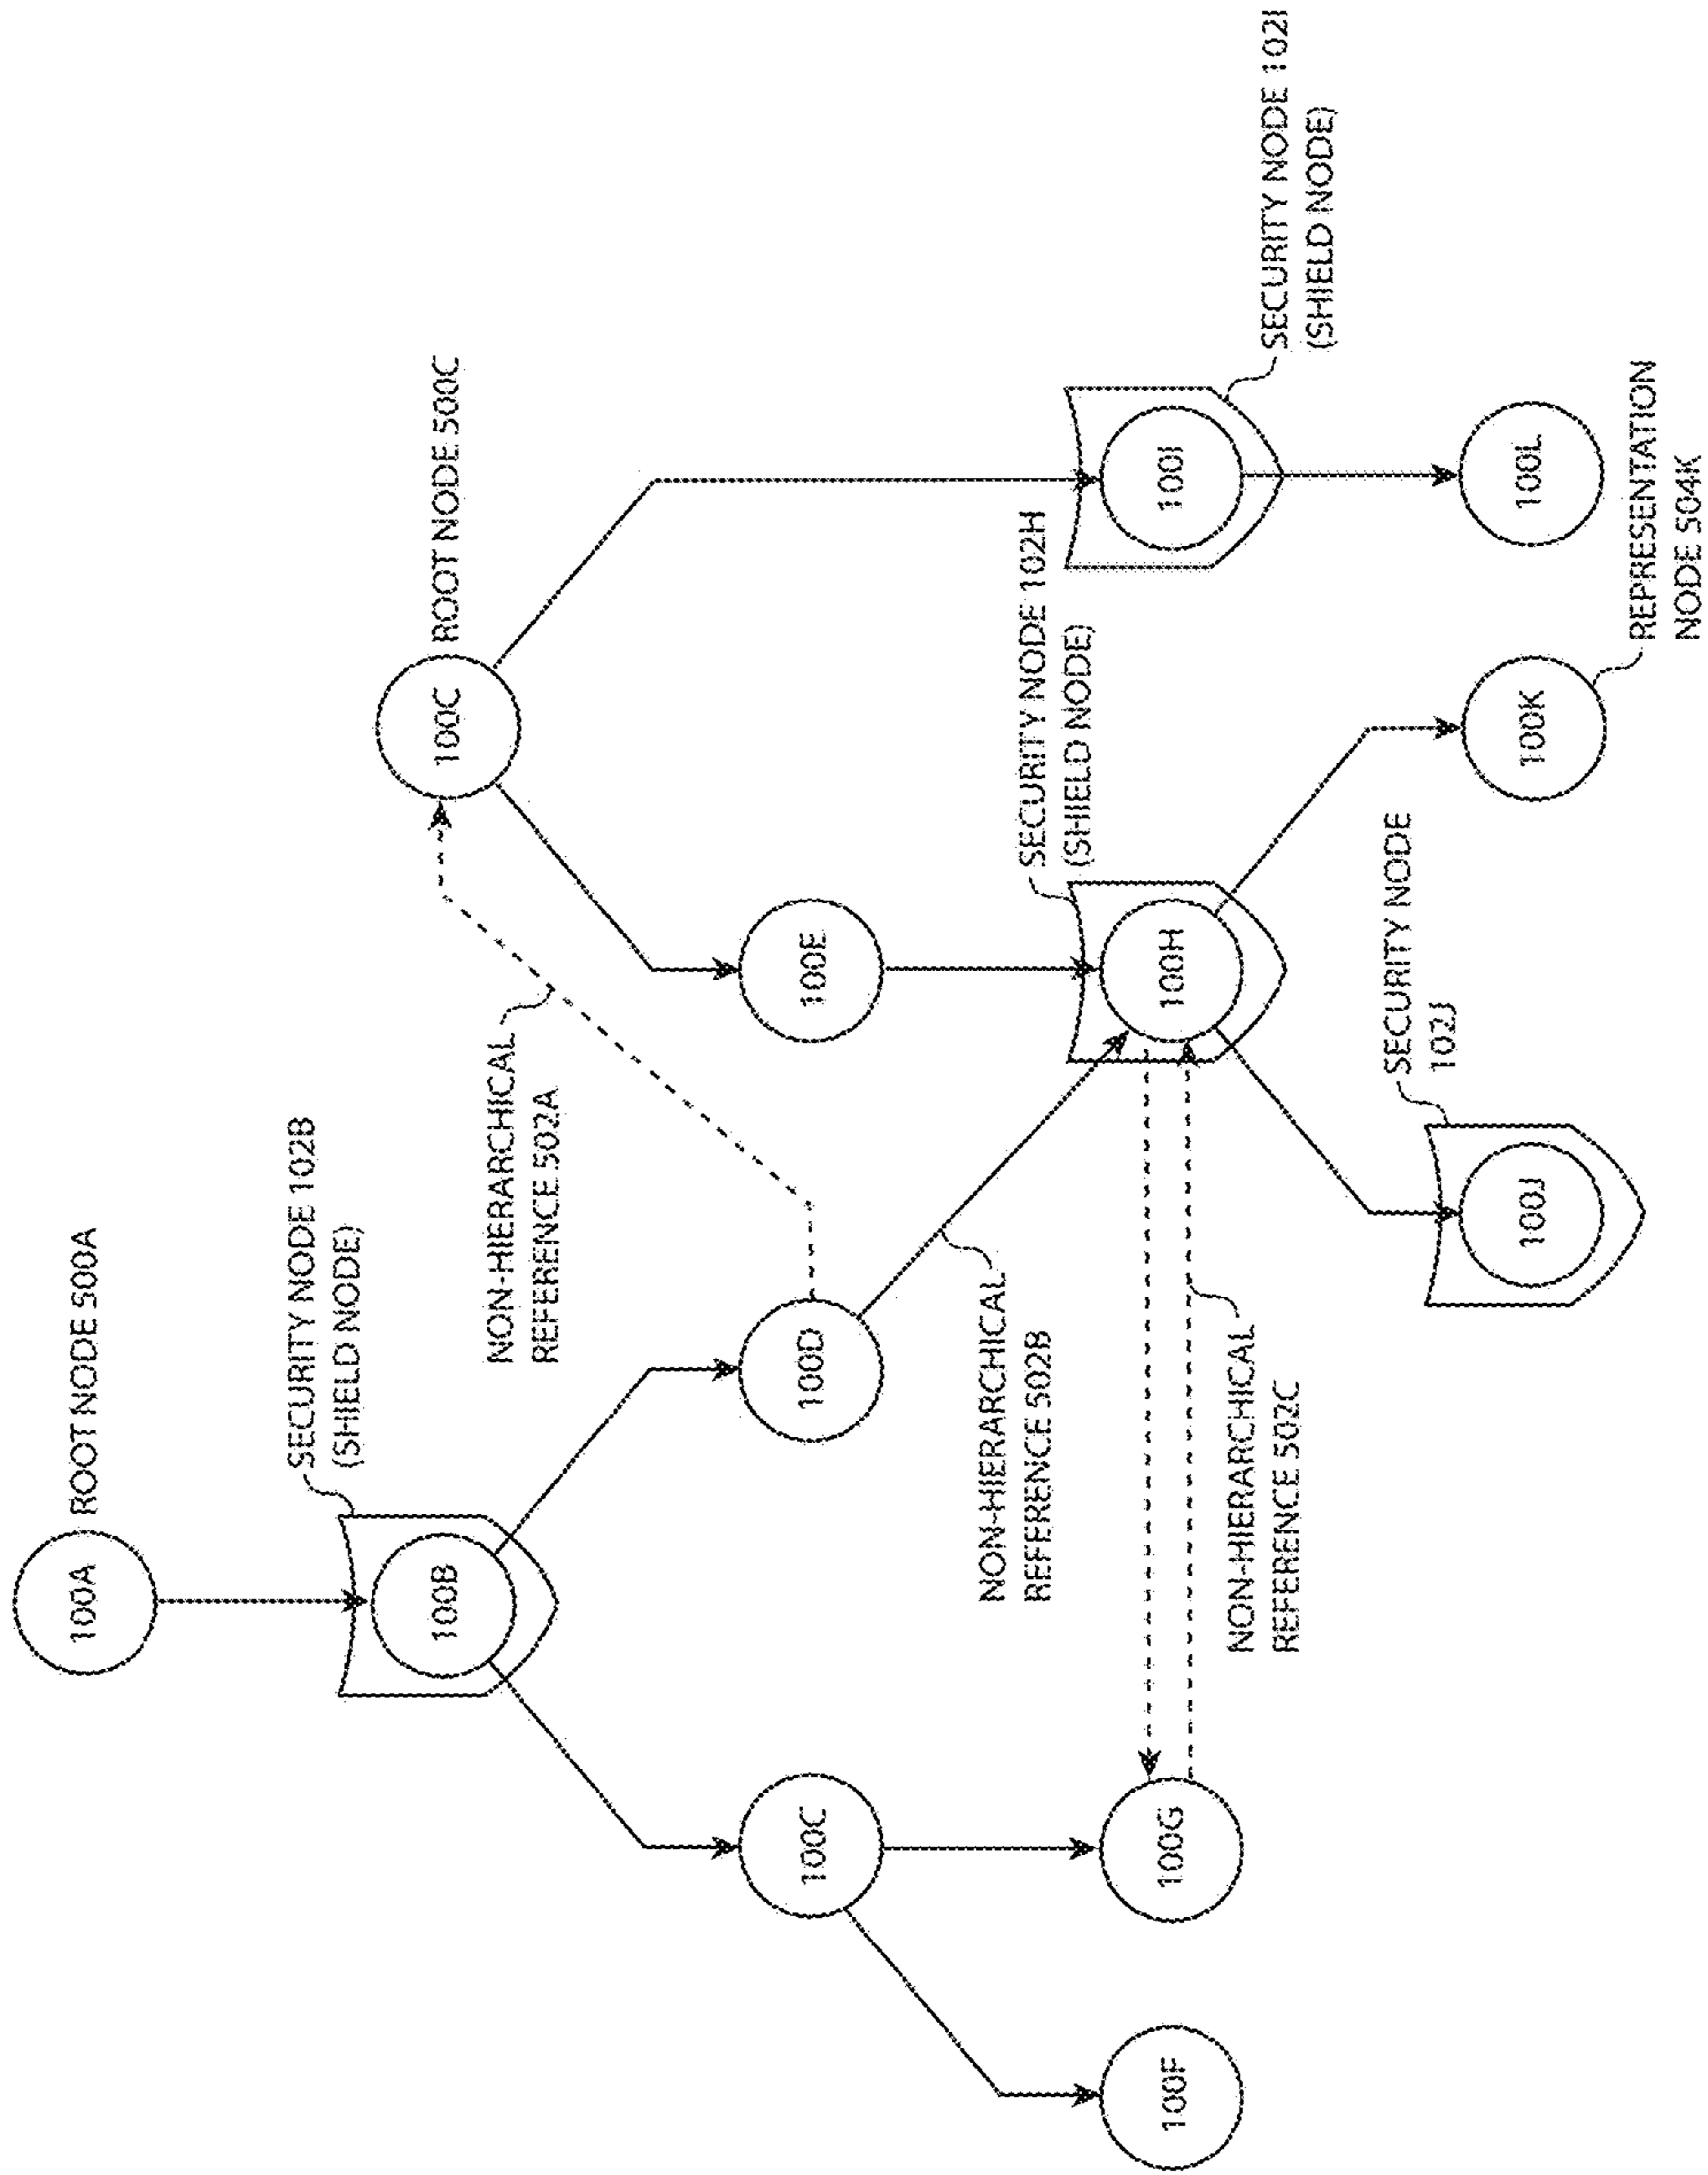 100A
ROOT NODE 500A
SECURITY NODE 102B
(SHIELD NODE)
100B
100C
ROOT NODE 500C
NON-HIERARCHICAL
REFERENCE 502A
100C
100D
100E
NON-HIERARCHICAL
REFERENCE 502B
SECURITY NODE 102H
(SHIELD NODE)
100F
100G
100H
100I
SECURITY NODE 102I
(SHIELD NODE)
NON-HIERARCHICAL
REFERENCE 502C
SECURITY NODE
102J
100J
100K
100L
REPRESENTATION
NODE 504K